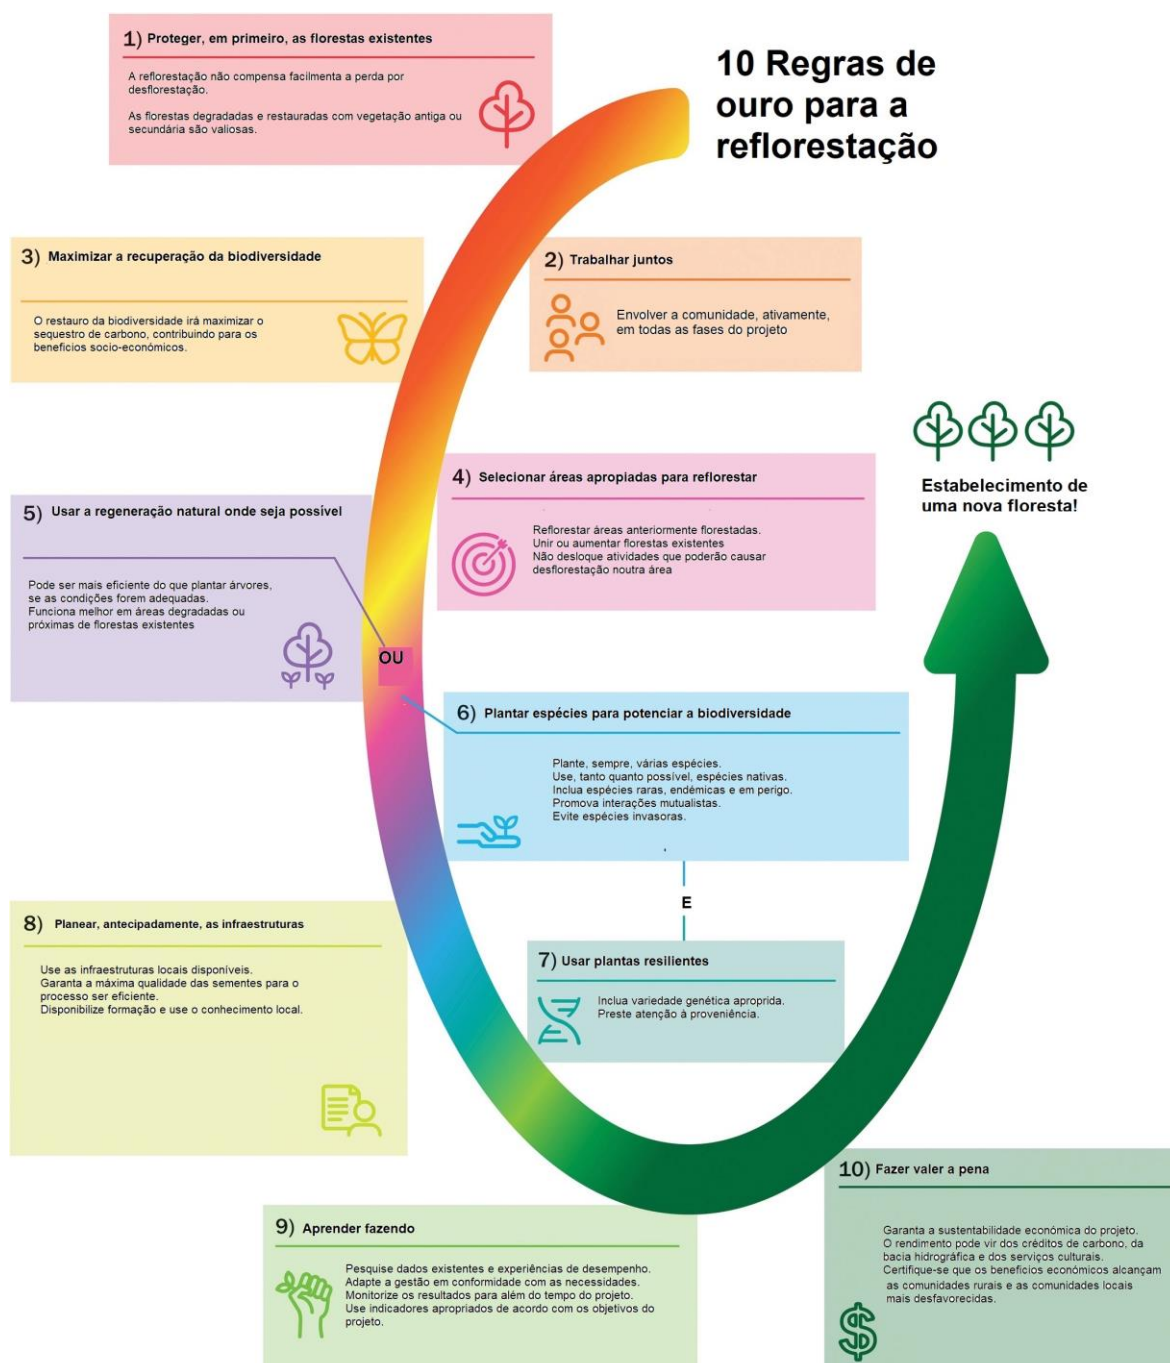 10 Regras de
ouro para a
reflorestação
1) Proteger, em primeiro, as florestas existentes
A reflorestação não compensa facilmenta a perda por
desflorestação.
As florestas degradadas e restauradas com vegetação antiga ou
secundária são valiosas.
2) Trabalhar juntos
Envolver a comunidade, ativamente,
em todas as fases do projeto
3) Maximizar a recuperação da biodiversidade
O restauro da biodiversidade irá maximizar o
sequestro de carbono, contribuindo para os
beneficios socio-económicos.
4) Selecionar áreas apropiadas para reflorestar
Reflorestar áreas anteriormente florestadas.
Unir ou aumentar florestas existentes
Não desloque atividades que poderão causar
desflorestação noutra área
5) Usar a regeneração natural onde seja possível
Pode ser mais eficiente do que plantar árvores,
se as condições forem adequadas.
Funciona melhor em áreas degradadas ou
próximas de florestas existentes
OU
6) Plantar espécies para potenciar a biodiversidade
Plante, sempre, várias espécies.
Use, tanto quanto possível, espécies nativas.
Inclua espécies raras, endémicas e em perigo.
Promova interações mutualistas.
Evite espécies invasoras.
E
7) Usar plantas resilientes
Inclua variedade genética aproprida.
Preste atenção à proveniência.
8) Planear, antecipadamente, as infraestruturas
Use as infraestruturas locais disponíveis.
Garanta a máxima qualidade das sementes para o
processo ser eficiente.
Disponibilize formação e use o conhecimento local.
9) Aprender fazendo
Pesquise dados existentes e experiências de desempenho.
Adapte a gestão em conformidade com as necessidades.
Monitorize os resultados para além do tempo do projeto.
Use indicadores apropriados de acordo com os objetivos do
projeto.
10) Fazer valer a pena
Garanta a sustentabilidade económica do projeto.
O rendimento pode vir dos créditos de carbono, da
bacia hidrográfica e dos serviços culturais.
Certifique-se que os beneficios económicos alcançam
as comunidades rurais e as comunidades locais
mais desfavorecidas.
Estabelecimento de
uma nova floresta!